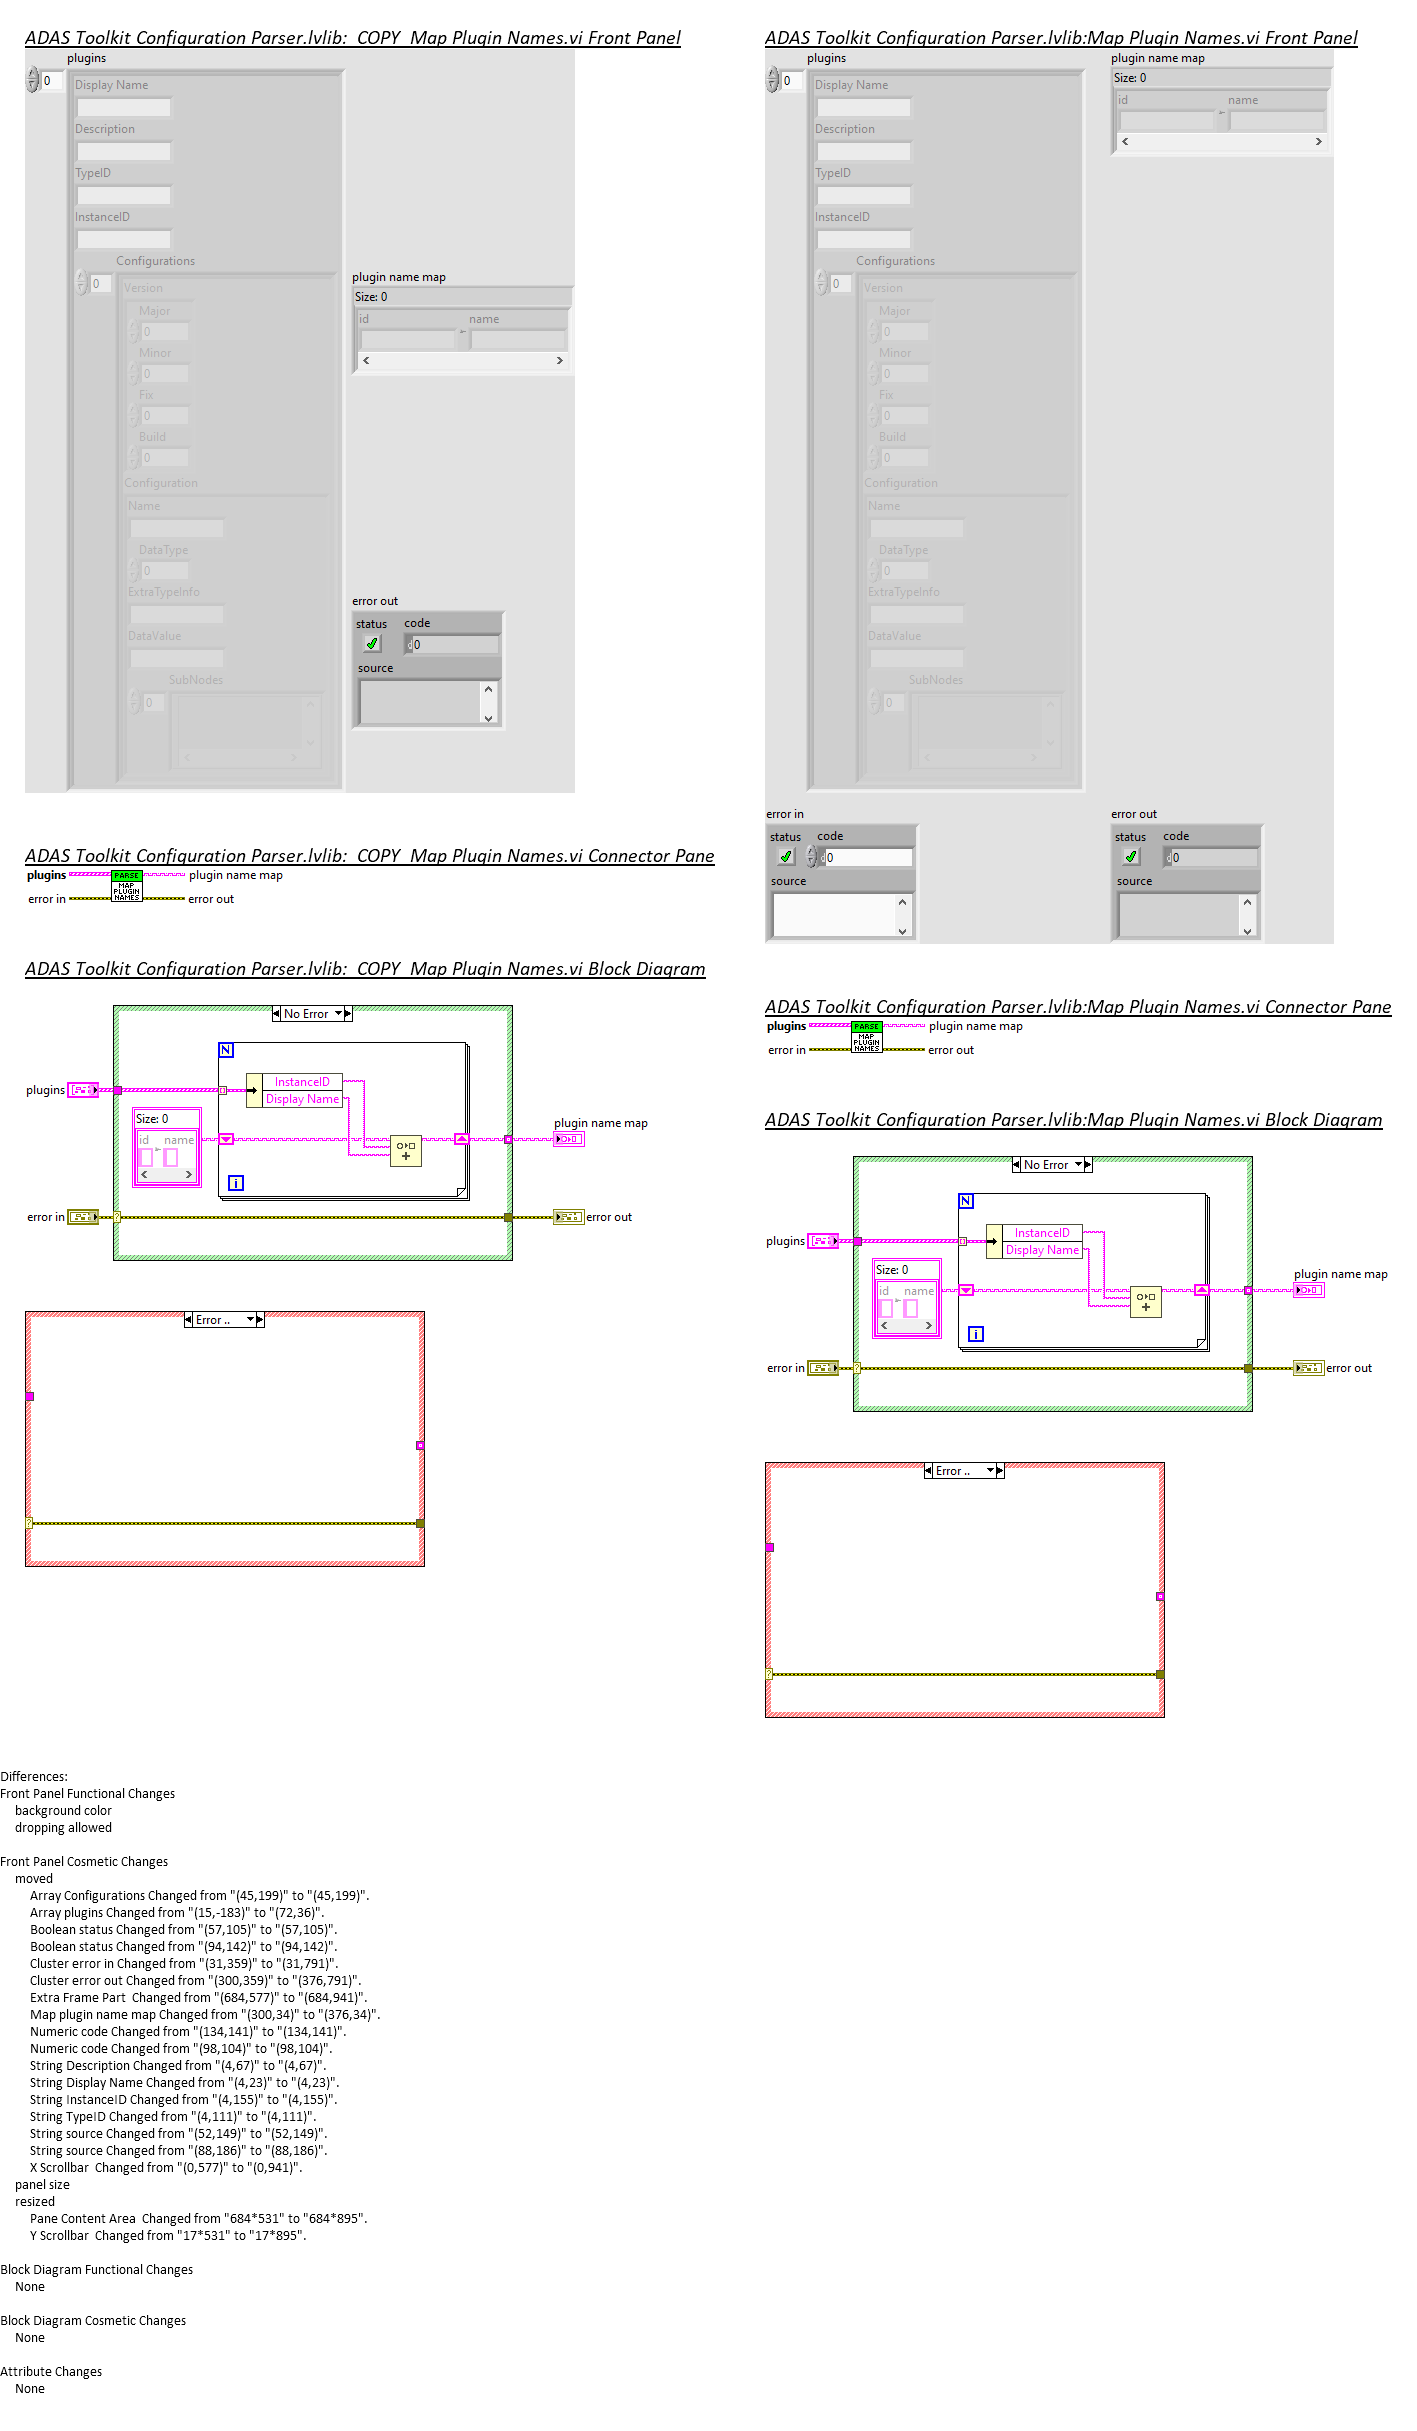 ADAS Toolkit Configuration Parser.lvlib:  COPY  Map Plugin Names.vi Front Panel
plugins
0
Display Name
Description
TypeID
InstanceID
Configurations
0
Version
Major
0
Minor
0
Fix
0
Build
0
Configuration
Name
DataType
0
ExtraTypeInfo
DataValue
SubNodes
0
plugin name map
Size: 0
id name
error out
status code
d 0
source
ADAS Toolkit Configuration Parser.lvlib:  COPY  Map Plugin Names.vi Connector Pane
plugins PARSE plugin name map
MAP
PLUGIN
NAMES
error in error out
ADAS Toolkit Configuration Parser.lvlib:  COPY  Map Plugin Names.vi Block Diagram
No Error
N
plugins
InstanceID
Display Name
Size: 0
id name
plugin name map
i
error in ? error out
Error ..
?
ADAS Toolkit Configuration Parser.lvlib:Map Plugin Names.vi Front Panel
plugins
0
Display Name
Description
TypeID
InstanceID
Configurations
0
Version
Major
0
Minor
0
Fix
0
Build
0
Configuration
Name
DataType
0
ExtraTypeInfo
DataValue
SubNodes
0
plugin name map
Size: 0
id name
error in
status code
d 0
source
error out
status code
d 0
source
ADAS Toolkit Configuration Parser.lvlib:Map Plugin Names.vi Connector Pane
plugins PARSE plugin name map
MAP
PLUGIN
NAMES
error in error out
ADAS Toolkit Configuration Parser.lvlib:Map Plugin Names.vi Block Diagram
No Error
N
plugins
InstanceID
Display Name
Size: 0
id name
plugin name map
i
error in ? error out
Error ..
?
Differences:
Front Panel Functional Changes
background color
dropping allowed
Front Panel Cosmetic Changes
moved
Array Configurations Changed from "(45,199)" to "(45,199)".
Array plugins Changed from "(15,-183)" to "(72,36)".
Boolean status Changed from "(57,105)" to "(57,105)".
Boolean status Changed from "(94,142)" to "(94,142)".
Cluster error in Changed from "(31,359)" to "(31,791)".
Cluster error out Changed from "(300,359)" to "(376,791)".
Extra Frame Part  Changed from "(684,577)" to "(684,941)".
Map plugin name map Changed from "(300,34)" to "(376,34)".
Numeric code Changed from "(134,141)" to "(134,141)".
Numeric code Changed from "(98,104)" to "(98,104)".
String Description Changed from "(4,67)" to "(4,67)".
String Display Name Changed from "(4,23)" to "(4,23)".
String InstanceID Changed from "(4,155)" to "(4,155)".
String TypeID Changed from "(4,111)" to "(4,111)".
String source Changed from "(52,149)" to "(52,149)".
String source Changed from "(88,186)" to "(88,186)".
X Scrollbar  Changed from "(0,577)" to "(0,941)".
panel size
resized
Pane Content Area  Changed from "684*531" to "684*895".
Y Scrollbar  Changed from "17*531" to "17*895".
Block Diagram Functional Changes
None
Block Diagram Cosmetic Changes
None
Attribute Changes
None